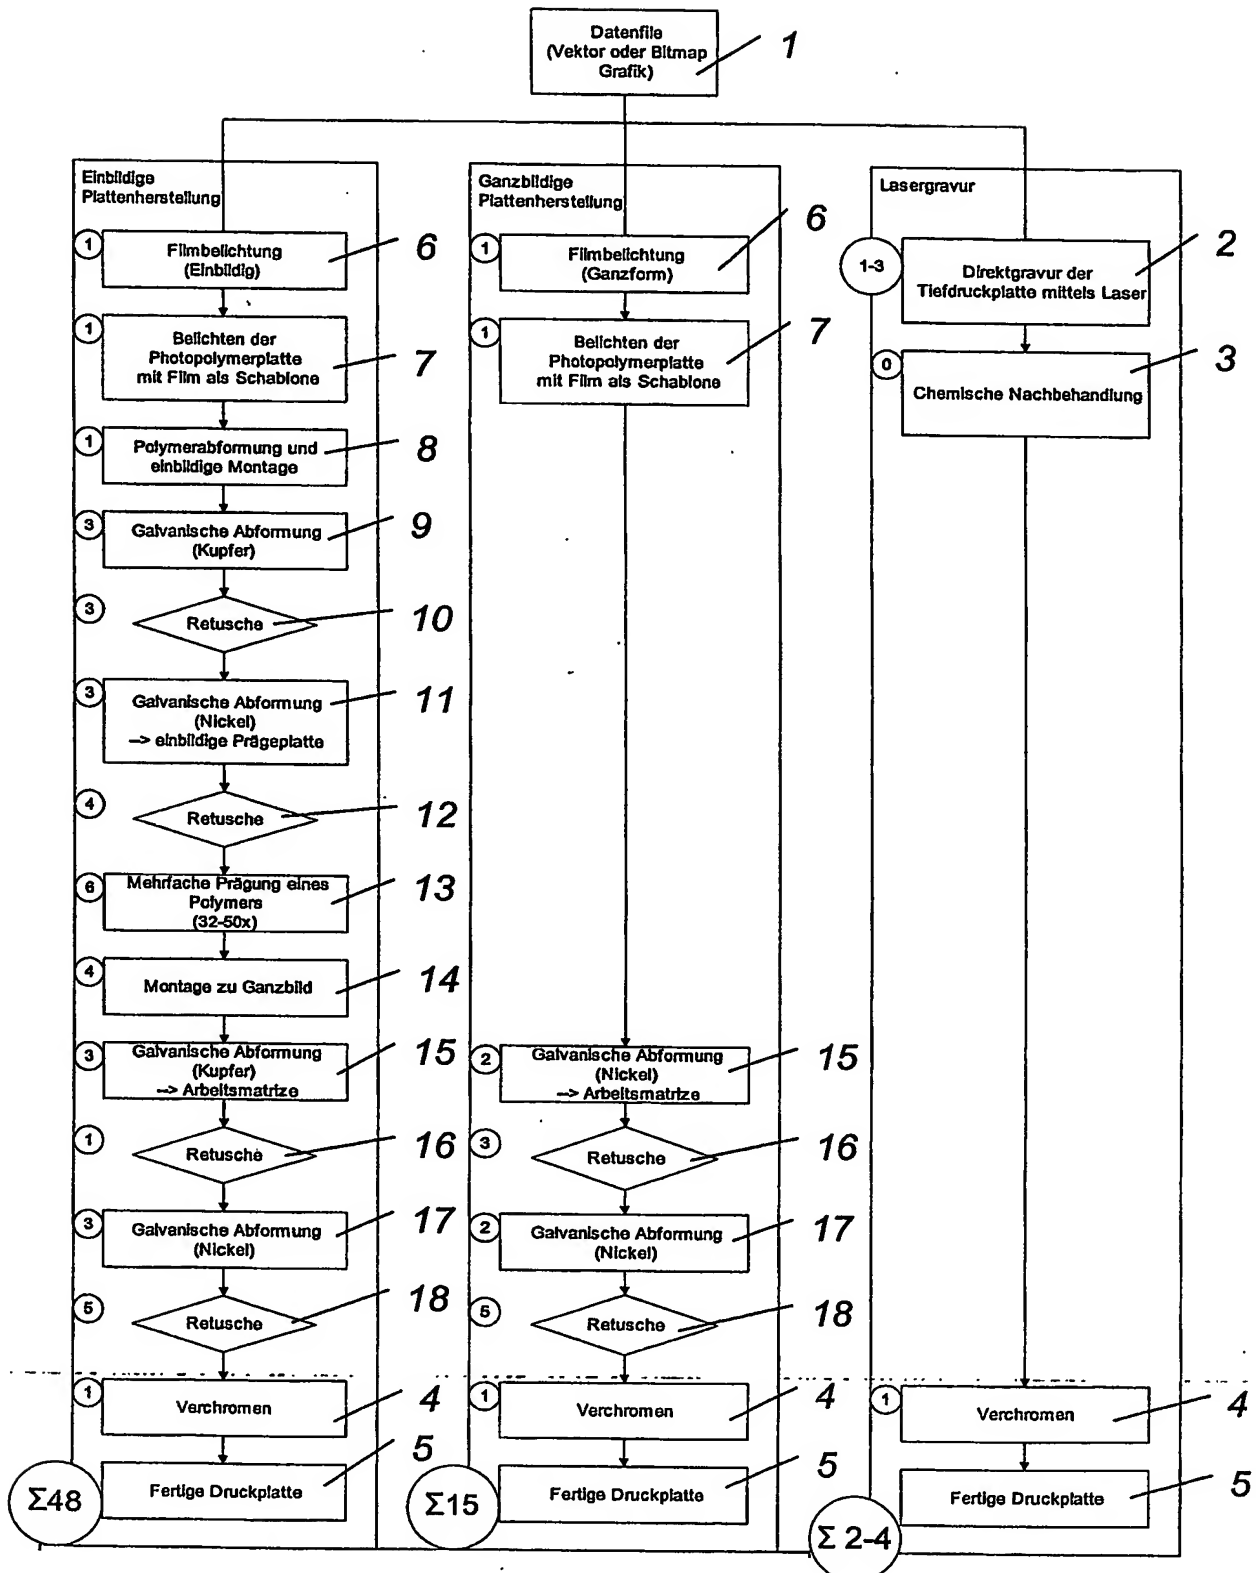 Datenfile
(Vektor oder Bitmap
Grafik)
1
Einbildige
Plattenherstellung
1
Filmbelichtung
(Einbildig)
6
1
Belichten der
Photopolymerplatte
mit Film als Schablone
7
1
Polymerabformung und
einbildige Montage
8
3
Galvanische Abformung
(Kupfer)
9
3
Retusche
10
3
Galvanische Abformung
(Nickel)
—> einbildige Prägeplatte
11
4
Retusche
12
6
Mehrfache Prägung eines
Polymers
(32-50x)
13
4
Montage zu Ganzbild
14
3
Galvanische Abformung
(Kupfer)
—> Arbeitsmatrize
15
1
Retusche
16
3
Galvanische Abformung
(Nickel)
17
5
Retusche
18
1
Verchromen
4
Fertige Druckplatte
5
Σ48
Ganzbildige
Plattenherstellung
1
Filmbelichtung
(Ganzform)
6
1
Belichten der
Photopolymerplatte
mit Film als Schablone
7
2
Galvanische Abformung
(Nickel)
—> Arbeitsmatrize
15
3
Retusche
16
2
Galvanische Abformung
(Nickel)
17
5
Retusche
18
1
Verchromen
4
Fertige Druckplatte
5
Σ15
Lasergravur
1-3
Direktgravur der
Tiefdruckplatte mittels Laser
2
0
Chemische Nachbehandlung
3
1
Verchromen
4
Fertige Druckplatte
5
Σ 2-4